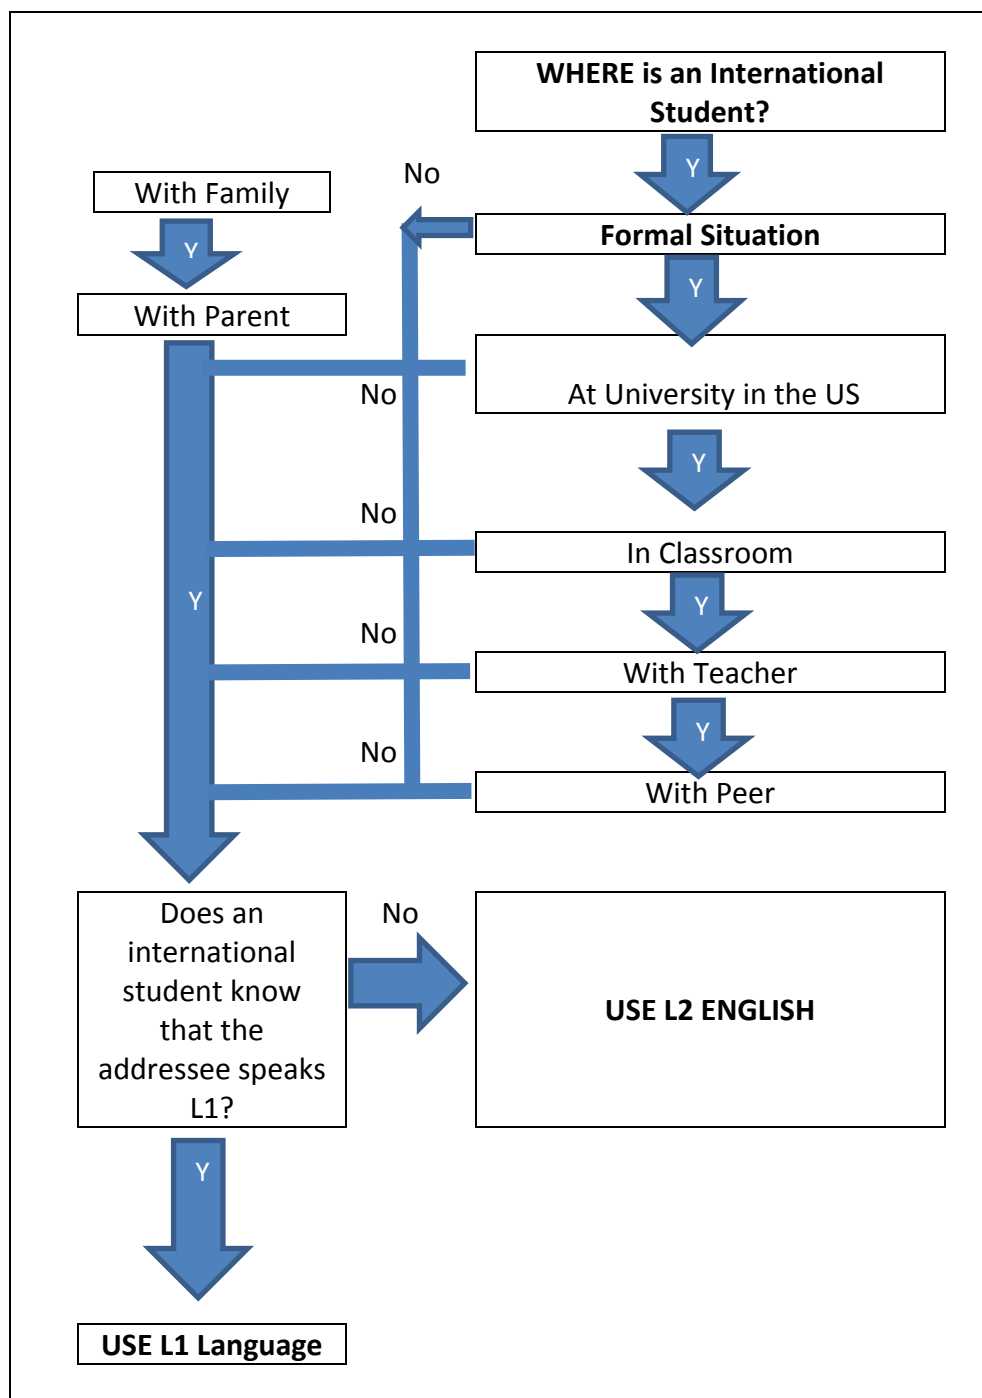 WHERE is an International
Student?
Y
No
With Family
Formal Situation
Y
Y
With Parent
At University in the US
No
Y
No
In Classroom
Y
Y
No
With Teacher
Y
No
With Peer
Does an
international
student know
that the
addressee speaks
L1?
No
USE L2 ENGLISH
Y
USE L1 Language